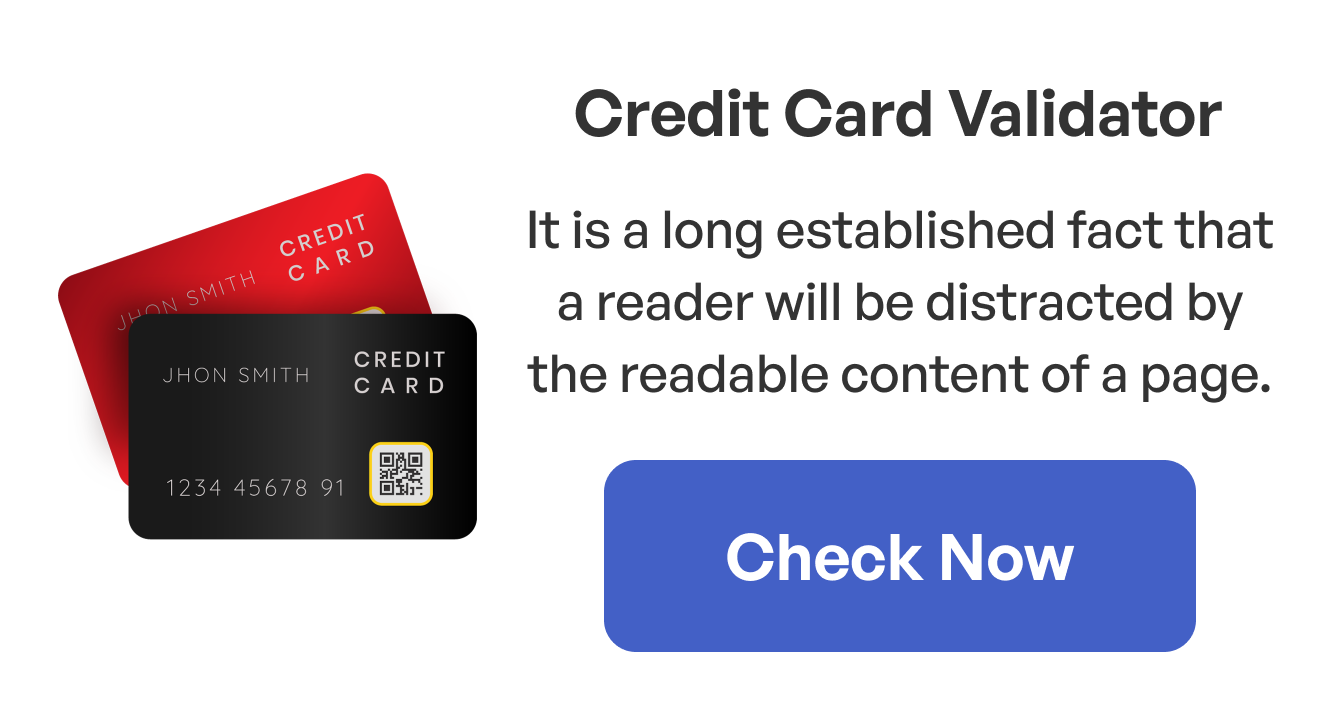 Credit Card Validator
It is a long established fact that
a reader will be distracted by
the readable content of a page.
Check Now
CREDIT
CARD
JHON SMITH
JHON SMITH
CREDIT
CARD
1234 45678 91